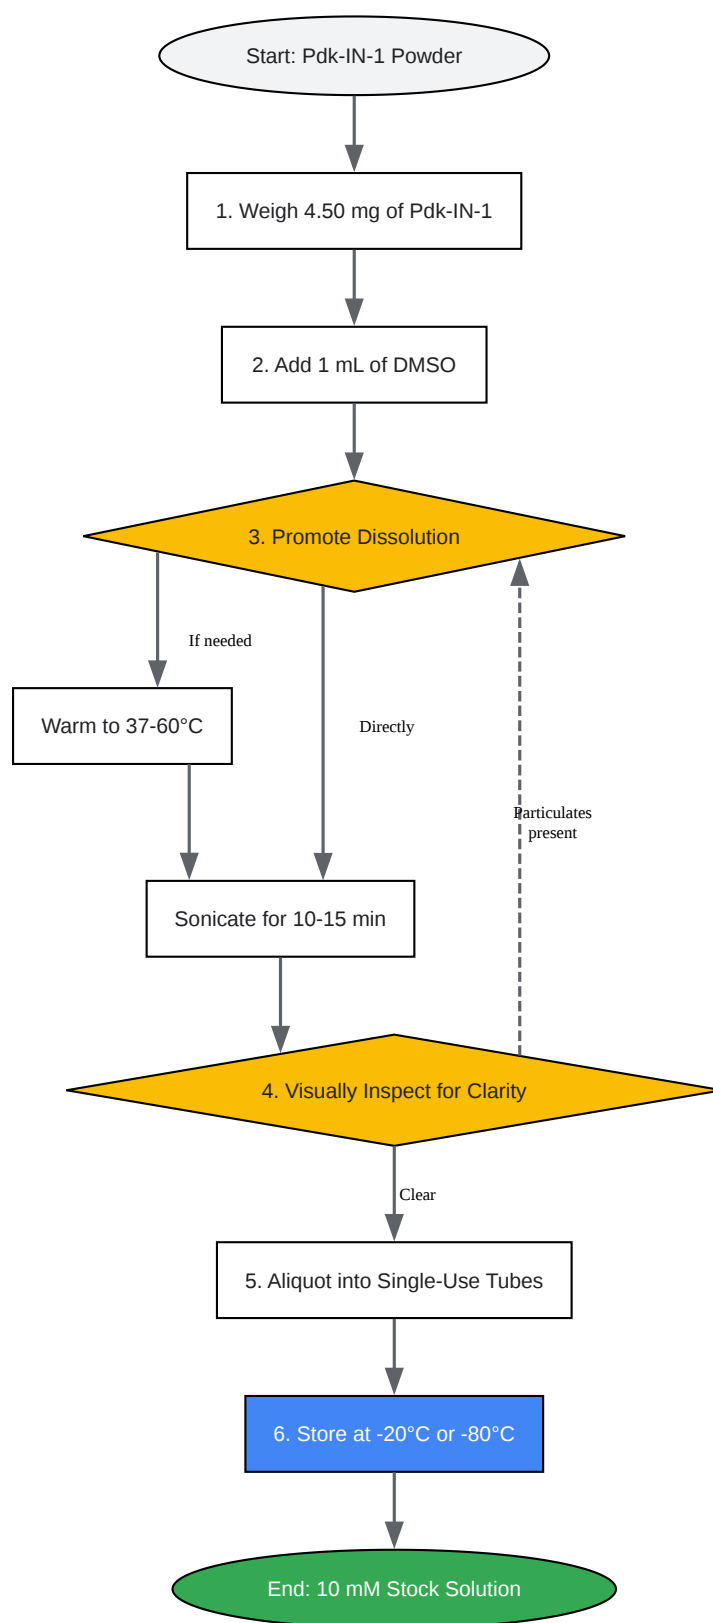 Start: Pdk-IN-1 Powder
1. Weigh 4.50 mg of Pdk-IN-1
2. Add 1 mL of DMSO
3. Promote Dissolution
If needed
Warm to 37-60°C
Directly
Particulates
present
Sonicate for 10-15 min
4. Visually Inspect for Clarity
Clear
5. Aliquot into Single-Use Tubes
6. Store at -20°C or -80°C
End: 10 mM Stock Solution